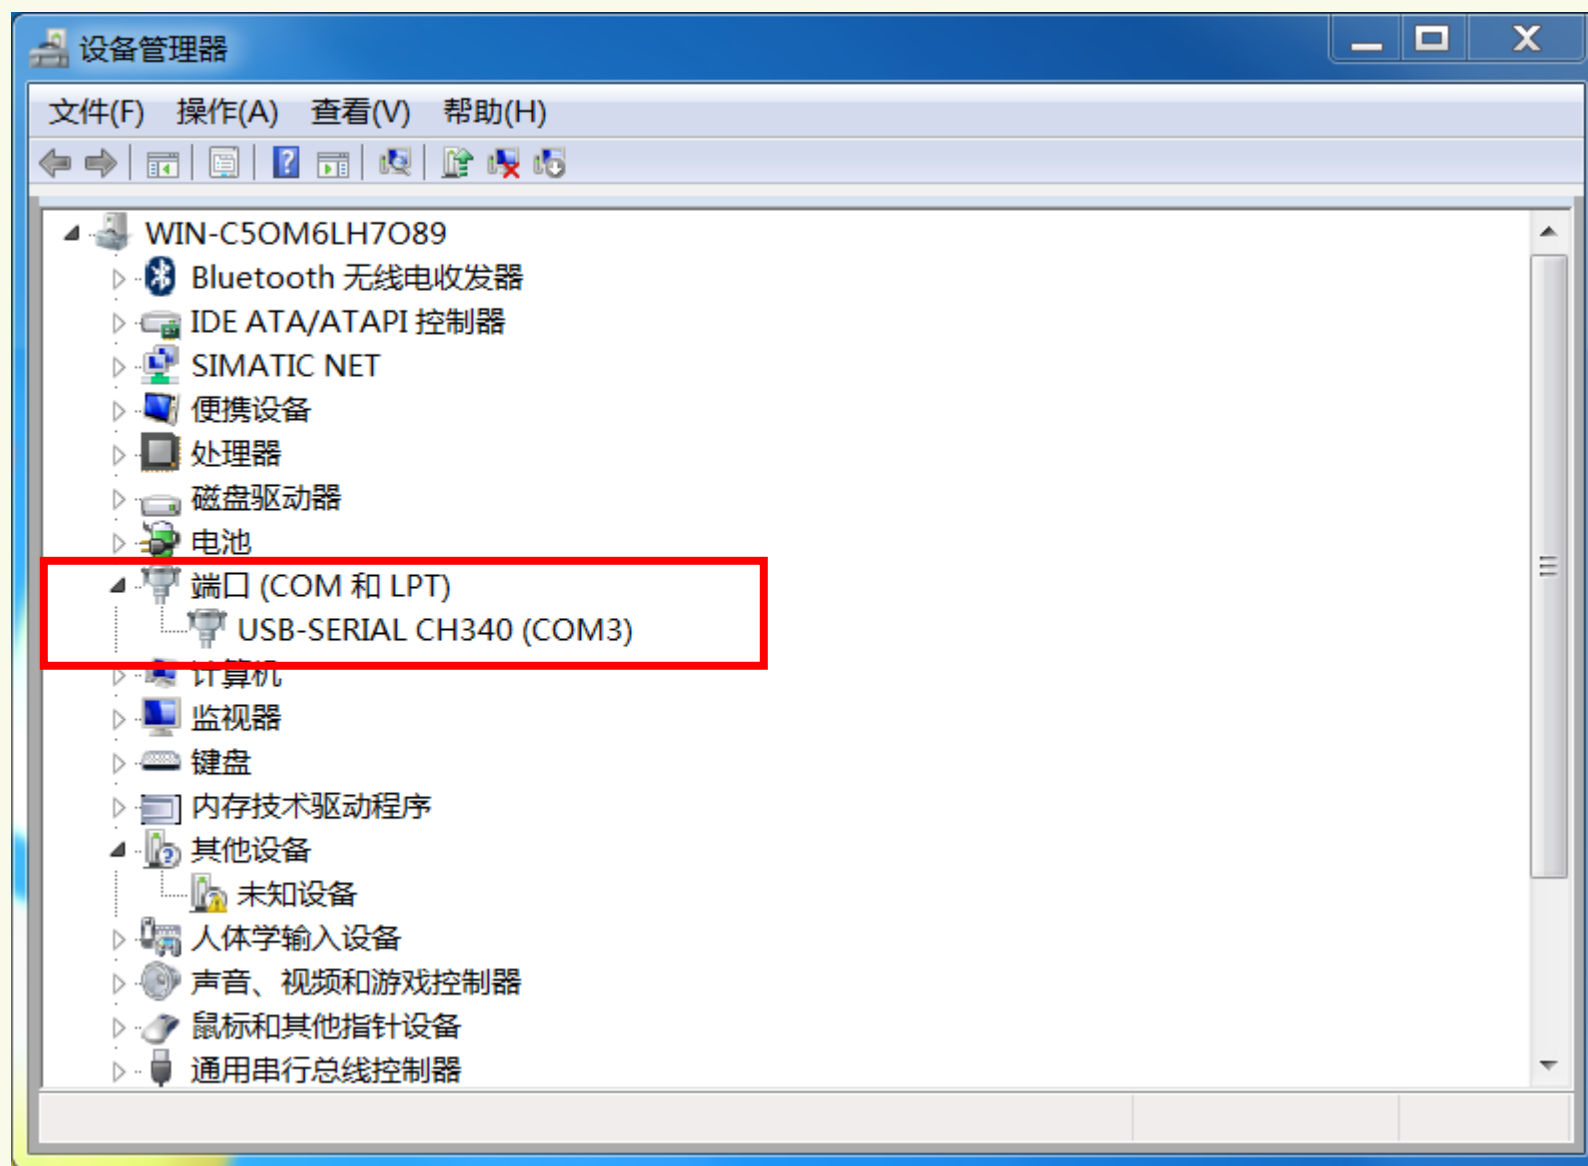 设备管理器
文件(F) 操作(A) 查看(V) 帮助(H)
WIN-C5OM6LH7O89
Bluetooth 无线电收发器
IDE ATA/ATAPI 控制器
SIMATIC NET
便携设备
处理器
磁盘驱动器
电池
端口 (COM 和 LPT)
USB-SERIAL CH340 (COM3)
计算机
监视器
键盘
内存技术驱动程序
其他设备
未知设备
人体学输入设备
声音、视频和游戏控制器
鼠标和其他指针设备
通用串行总线控制器